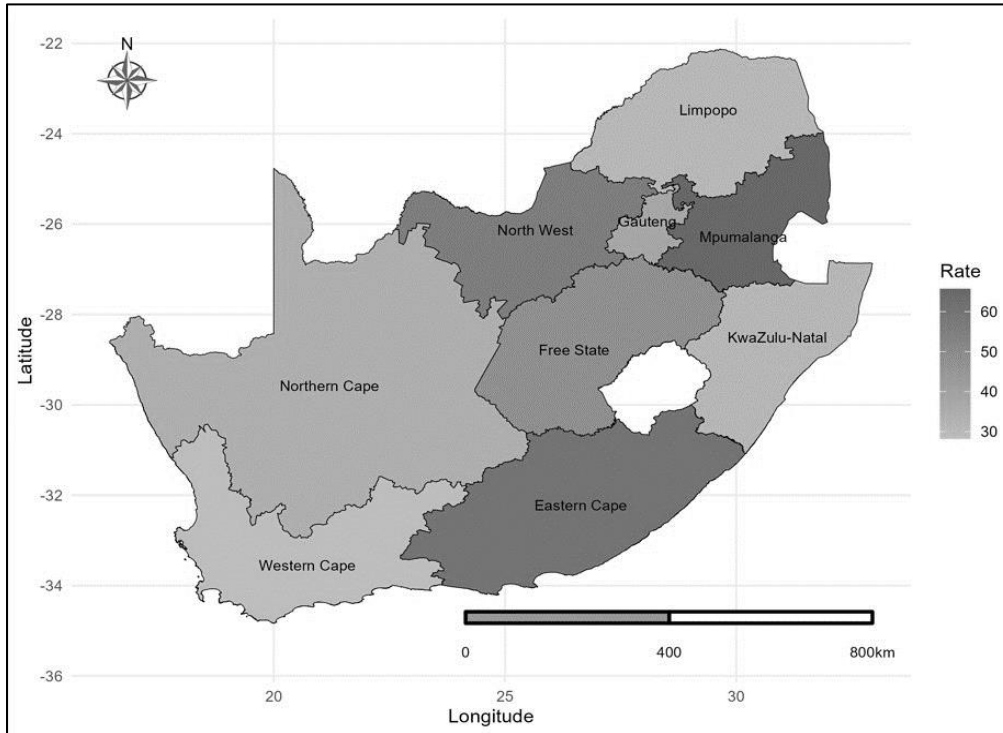 N
-22
-24
-26
-28
-30
-32
-34
-36
Latitude
Limpopo
North West
Gauteng
Mpumalanga
Free State
KwaZulu-Natal
Northern Cape
Eastern Cape
Western Cape
0
400
800km
20
25
30
Longitude
Rate
60
50
40
30